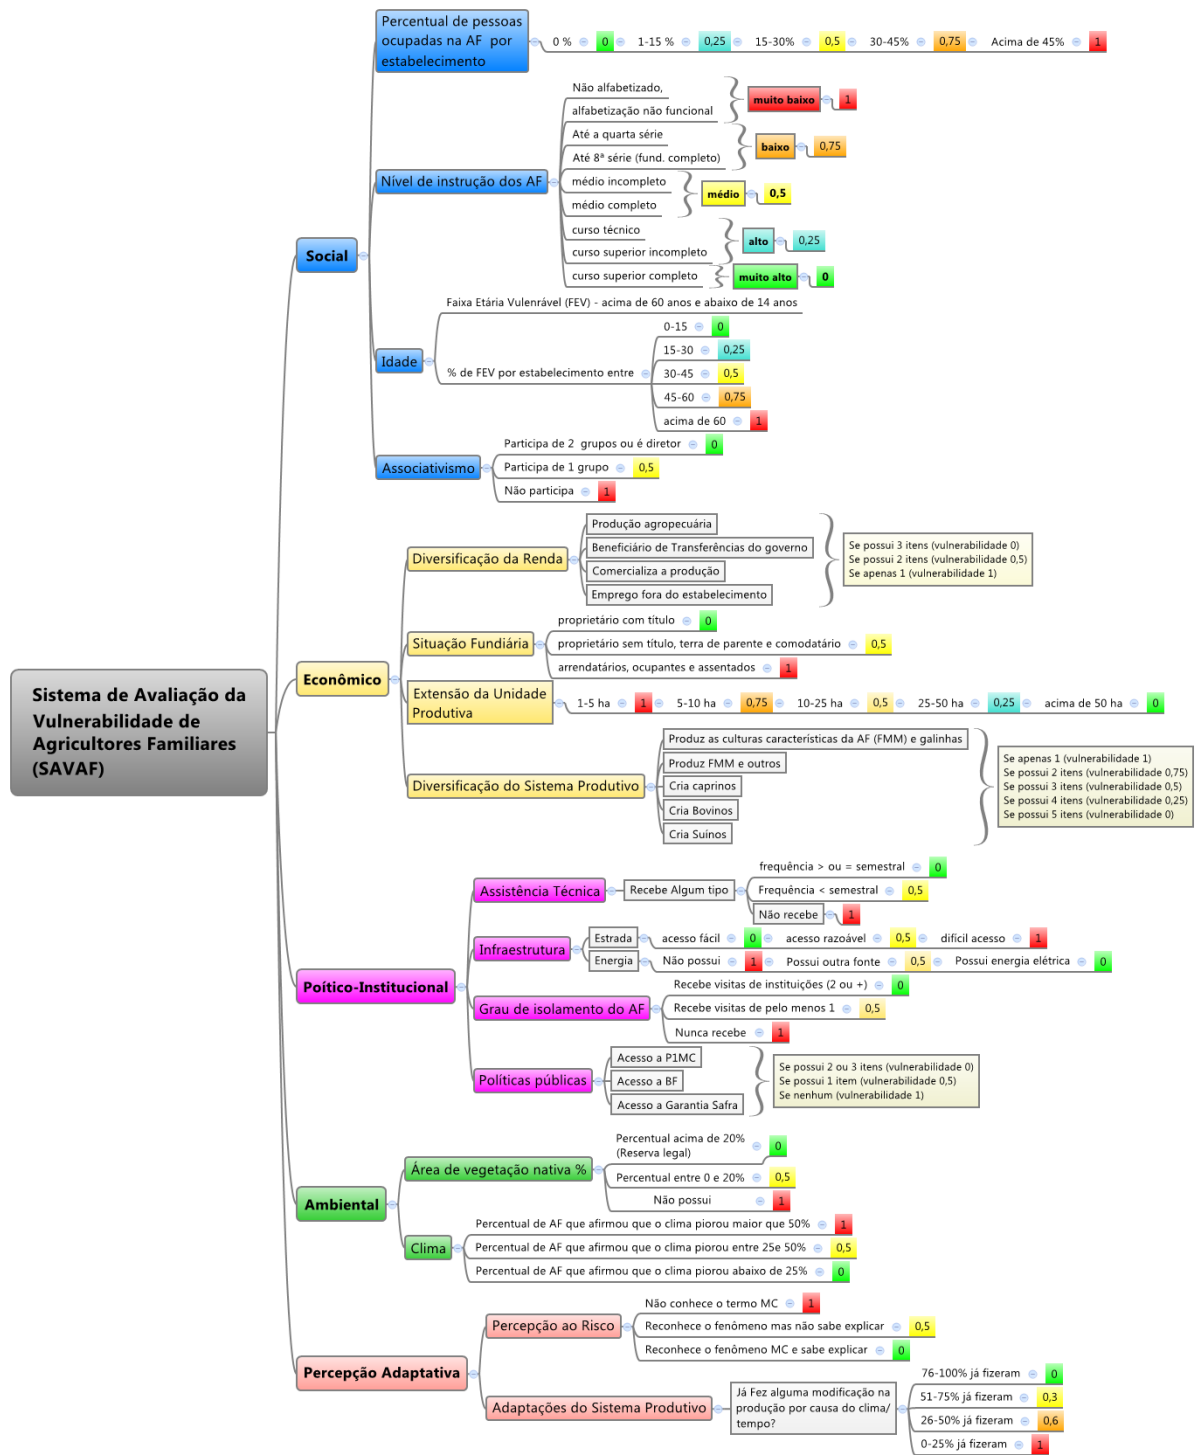 Sistema de Avaliação da
Vulnerabilidade de
Agricultores Familiares
(SAVAF)
Social
Percentual de pessoas
ocupadas na AF por
estabelecimento
0 % 0 1-15 % 0,25 15-30% 0,5 30-45% 0,75 Acima de 45% 1
Nível de instrução dos AF
Não alfabetizado,
alfabetização não funcional
muito baixo 1
Até a quarta série
Até 8ª série (fund. completo)
baixo 0,75
médio incompleto
médio completo
médio 0,5
curso técnico
curso superior incompleto
alto 0,25
curso superior completo
muito alto 0
Idade
Faixa Etária Vulenrável (FEV) - acima de 60 anos e abaixo de 14 anos
% de FEV por estabelecimento entre
0-15 0
15-30 0,25
30-45 0,5
45-60 0,75
acima de 60 1
Associativismo
Participa de 2 grupos ou é diretor 0
Participa de 1 grupo 0,5
Não participa 1
Econômico
Diversificação da Renda
Produção agropecuária
Beneficiário de Transferências do governo
Comercializa a produção
Emprego fora do estabelecimento
Se possui 3 itens (vulnerabilidade 0)
Se possui 2 itens (vulnerabilidade 0,5)
Se apenas 1 (vulnerabilidade 1)
Situação Fundiária
proprietário com título 0
proprietário sem título, terra de parente e comodatário 0,5
arrendatários, ocupantes e assentados 1
Extensão da Unidade
Produtiva
1-5 ha 1 5-10 ha 0,75 10-25 ha 0,5 25-50 ha 0,25 acima de 50 ha 0
Diversificação do Sistema Produtivo
Produz as culturas características da AF (FMM) e galinhas
Produz FMM e outros
Cria caprinos
Cria Bovinos
Cria Suínos
Se apenas 1 (vulnerabilidade 1)
Se possui 2 itens (vulnerabilidade 0,75)
Se possui 3 itens (vulnerabilidade 0,5)
Se possui 4 itens (vulnerabilidade 0,25)
Se possui 5 itens (vulnerabilidade 0)
Poítico-Institucional
Assistência Técnica
Recebe Algum tipo
frequência > ou = semestral 0
Frequência < semestral 0,5
Não recebe 1
Infraestrutura
Estrada acesso fácil 0 acesso razoável 0,5 difícil acesso 1
Energia Não possui 1 Possui outra fonte 0,5 Possui energia elétrica 0
Grau de isolamento do AF
Recebe visitas de instituições (2 ou +) 0
Recebe visitas de pelo menos 1 0,5
Nunca recebe 1
Políticas públicas
Acesso a P1MC
Acesso a BF
Acesso a Garantia Safra
Se possui 2 ou 3 itens (vulnerabilidade 0)
Se possui 1 item (vulnerabilidade 0,5)
Se nenhum (vulnerabilidade 1)
Ambiental
Área de vegetação nativa %
Percentual acima de 20%
(Reserva legal) 0
Percentual entre 0 e 20% 0,5
Não possui 1
Clima
Percentual de AF que afirmou que o clima piorou maior que 50% 1
Percentual de AF que afirmou que o clima piorou entre 25e 50% 0,5
Percentual de AF que afirmou que o clima piorou abaixo de 25% 0
Percepção Adaptativa
Percepção ao Risco
Não conhece o termo MC 1
Reconhece o fenômeno mas não sabe explicar 0,5
Reconhece o fenômeno MC e sabe explicar 0
Adaptações do Sistema Produtivo
Já Fez alguma modificação na
produção por causa do clima/
tempo?
76-100% já fizeram 0
51-75% já fizeram 0,3
26-50% já fizeram 0,6
0-25% já fizeram 1